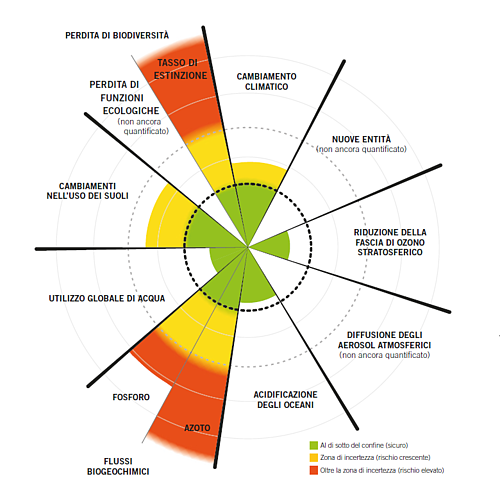 PERDITA DI BIODIVERSITÀ
TASSO DI
ESTINZIONE
PERDITA DI
FUNZIONI
ECOLOGICHE
(non ancora
quantificato)
CAMBIAMENTO
CLIMATICO
NUOVE ENTITÀ
(non ancora quantificato)
CAMBIAMENTI
NELL'USO DEI SUOLI
RIDUZIONE DELLA
FASCIA DI OZONO
STRATOSFERICO
UTILIZZO GLOBALE DI ACQUA
DIFFUSIONE DEGLI
AEROSOL ATMOSFERICI
(non ancora quantificato)
FOSFORO
ACIDIFICAZIONE
DEGLI OCEANI
AZOTO
FLUSSI
BIOGEOCHIMICI
Al di sotto del confine (sicuro)
Zona di incertezza (rischio crescente)
Oltre la zona di incertezza (rischio elevato)